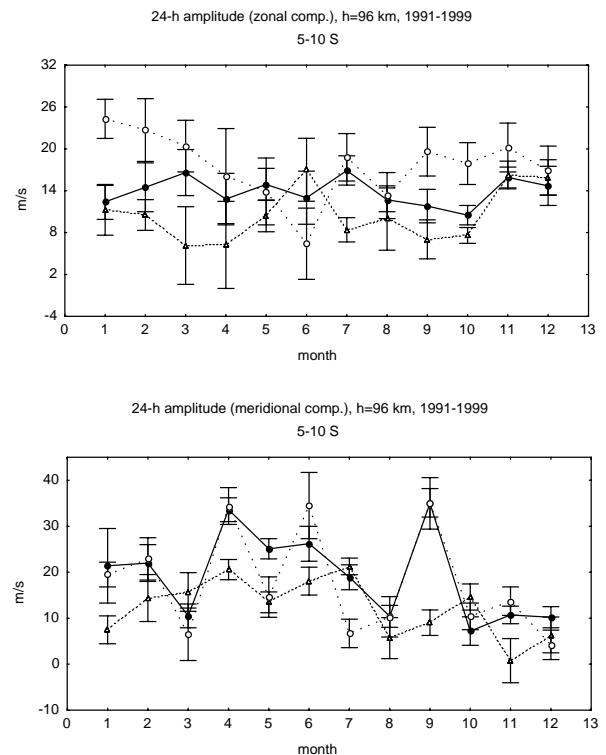 24-h amplitude (zonal comp.), h=96 km, 1991-1999
5-10 S
32
26
20
14
8
2
-4
m/s
0 1 2 3 4 5 6 7 8 9 10 11 12 13
month
24-h amplitude (meridional comp.), h=96 km, 1991-1999
5-10 S
40
30
20
10
0
-10
m/s
0 1 2 3 4 5 6 7 8 9 10 11 12 13
month